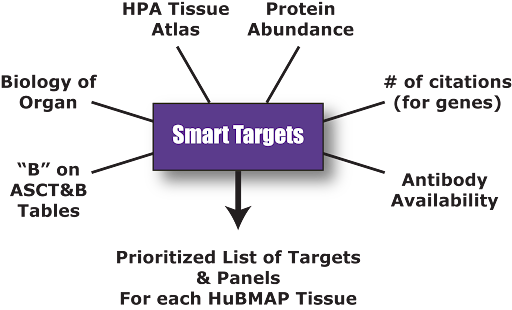 HPA Tissue
Atlas
Protein
Abundance
Biology of
Organ
# of citations
(for genes)
Smart Targets
“B” on
ASCT&B
Tables
Antibody
Availability
Prioritized List of Targets
& Panels
For each HuBMAP Tissue